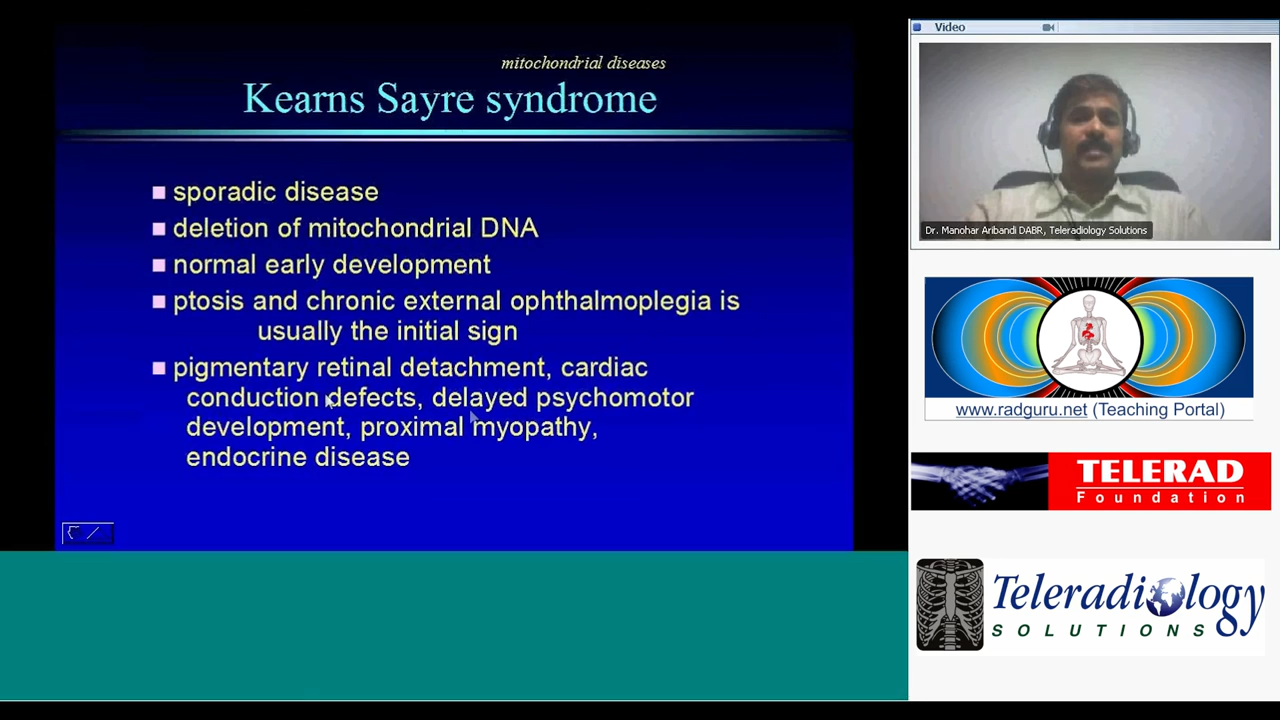 mitochondrial diseases
Kearns Sayre syndrome
sporadic disease
deletion of mitochondrial DNA
normal early development
ptosis and chronic external ophthalmoplegia is
usually the initial sign
pigmentary retinal detachment, cardiac
conduction defects, delayed psychomotor
development, proximal myopathy,
endocrine disease
Video
Dr. Manohar Aribandi DABR, Teleradiology Solutions
www.radguru.net (Teaching Portal)
TELERAD
Foundation
Teleradiology
SOLUTIONS